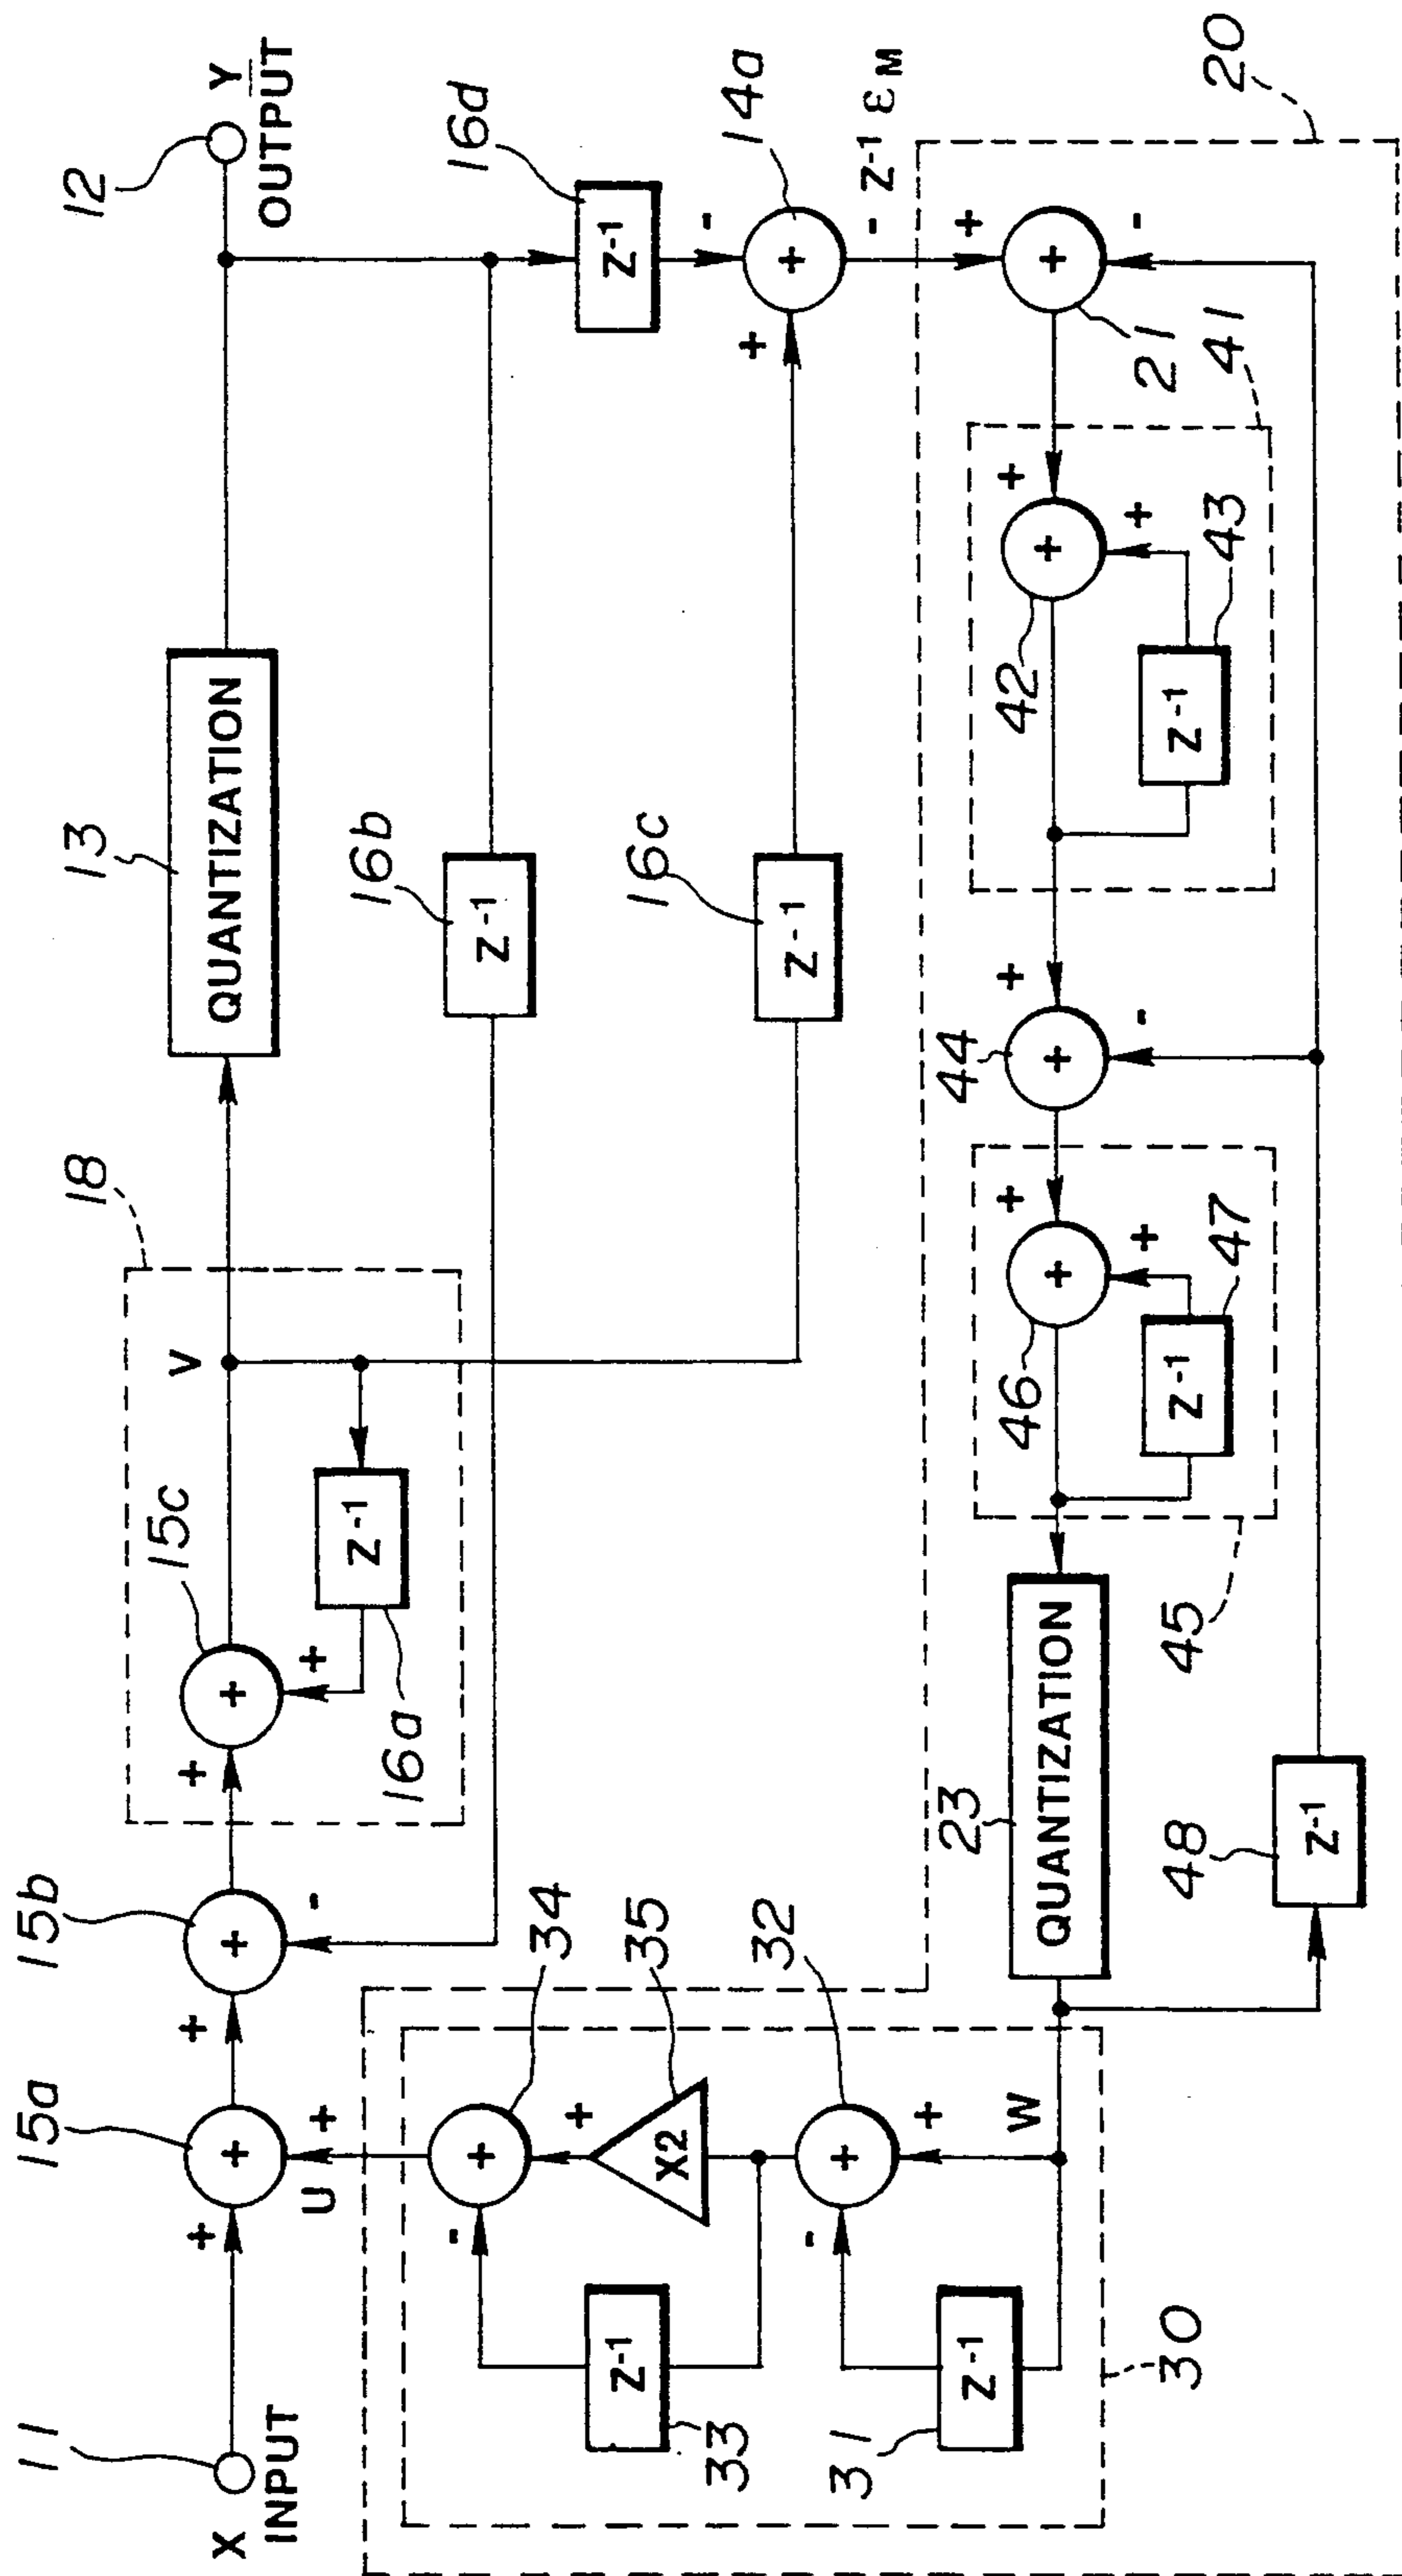 11
X
INPUT
15a
+
+
+
U
+
15b
+
-
+
18
15c
+
+
V
16a
Z-1
13
QUANTIZATION
12
Y
OUTPUT
16b
Z-1
16c
Z-1
16d
Z-1
-
14a
+
+
- Z-1 εM
20
+
21
+
-
41
+
42
+
+
43
Z-1
+
44
+
-
+
46
+
+
47
Z-1
45
23
QUANTIZATION
48
Z-1
W
+
32
+
-
31
Z-1
35
X2
+
34
+
-
33
Z-1
30